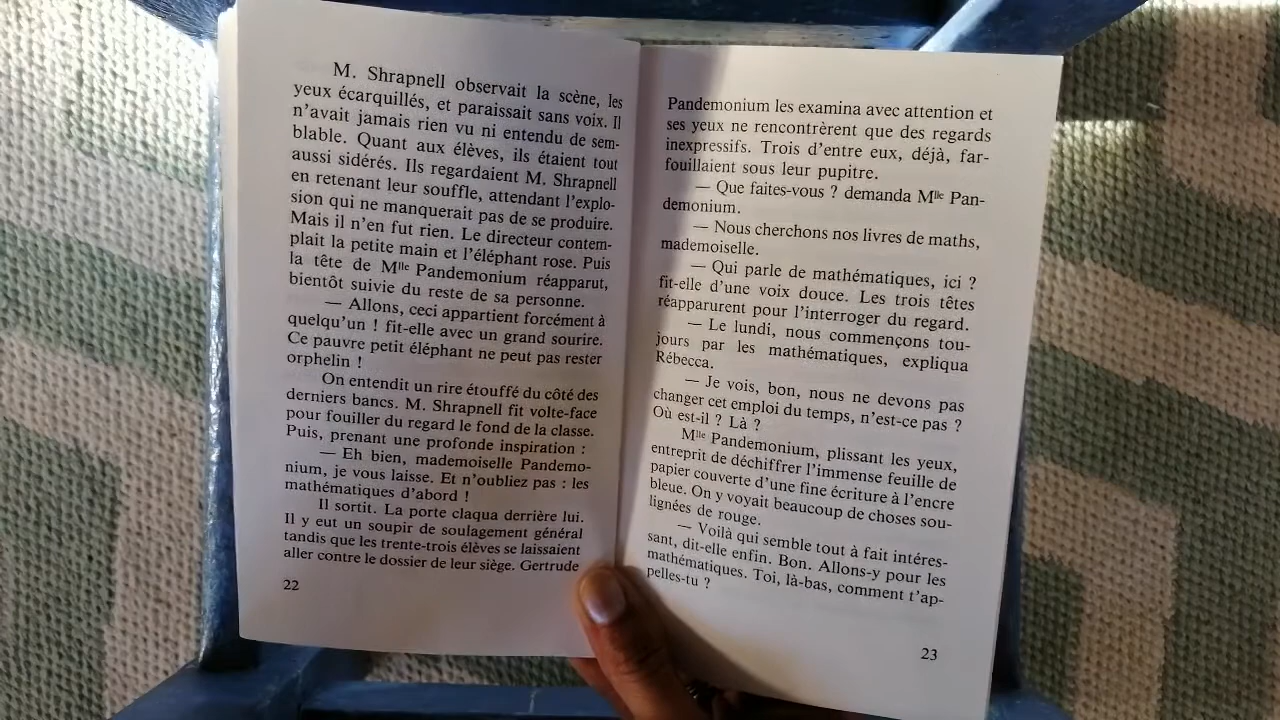 M. Shrapnell observait la scène, les
yeux écarquillés, et paraissait sans voix. Il
n'avait jamais rien vu ni entendu de sem-
blable. Quant aux élèves, ils étaient tout
aussi sidérés. Ils regardaient M. Shrapnell
en retenant leur souffle, attendant l'explo-
sion qui ne manquerait pas de se produire.
Mais il n'en fut rien. Le directeur contem-
plait la petite main et l'éléphant rose. Puis
la tête de Mlle Pandemonium réapparut,
bientôt suivie du reste de sa personne.
— Allons, ceci appartient forcément à
quelqu'un ! fit-elle avec un grand sourire.
Ce pauvre petit éléphant ne peut pas rester
orphelin !
On entendit un rire étouffé du côté des
derniers bancs. M. Shrapnell fit volte-face
pour fouiller du regard le fond de la classe.
Puis, prenant une profonde inspiration :
— Eh bien, mademoiselle Pandemo-
nium, je vous laisse. Et n'oubliez pas : les
mathématiques d'abord !
Il sortit. La porte claqua derrière lui.
Il y eut un soupir de soulagement général
tandis que les trente-trois élèves se laissaient
aller contre le dossier de leur siège. Gertrude
22
Pandemonium les examina avec attention et
ses yeux ne rencontrèrent que des regards
inexpressifs. Trois d'entre eux, déjà, far-
fouillaient sous leur pupitre.
— Que faites-vous ? demanda Mlle Pan-
demonium.
— Nous cherchons nos livres de maths,
mademoiselle.
— Qui parle de mathématiques, ici ?
fit-elle d'une voix douce. Les trois têtes
réapparurent pour l'interroger du regard.
— Le lundi, nous commençons tou-
jours par les mathématiques, expliqua
Rébecca.
— Je vois, bon, nous ne devons pas
changer cet emploi du temps, n'est-ce pas ?
Où est-il ? Là ?
Mlle Pandemonium, plissant les yeux,
entreprit de déchiffrer l'immense feuille de
papier couverte d'une fine écriture à l'encre
bleue. On y voyait beaucoup de choses sou-
lignées de rouge.
— Voilà qui semble tout à fait intéres-
sant, dit-elle enfin. Bon. Allons-y pour les
mathématiques. Toi, là-bas, comment t'ap-
pelles-tu ?
23